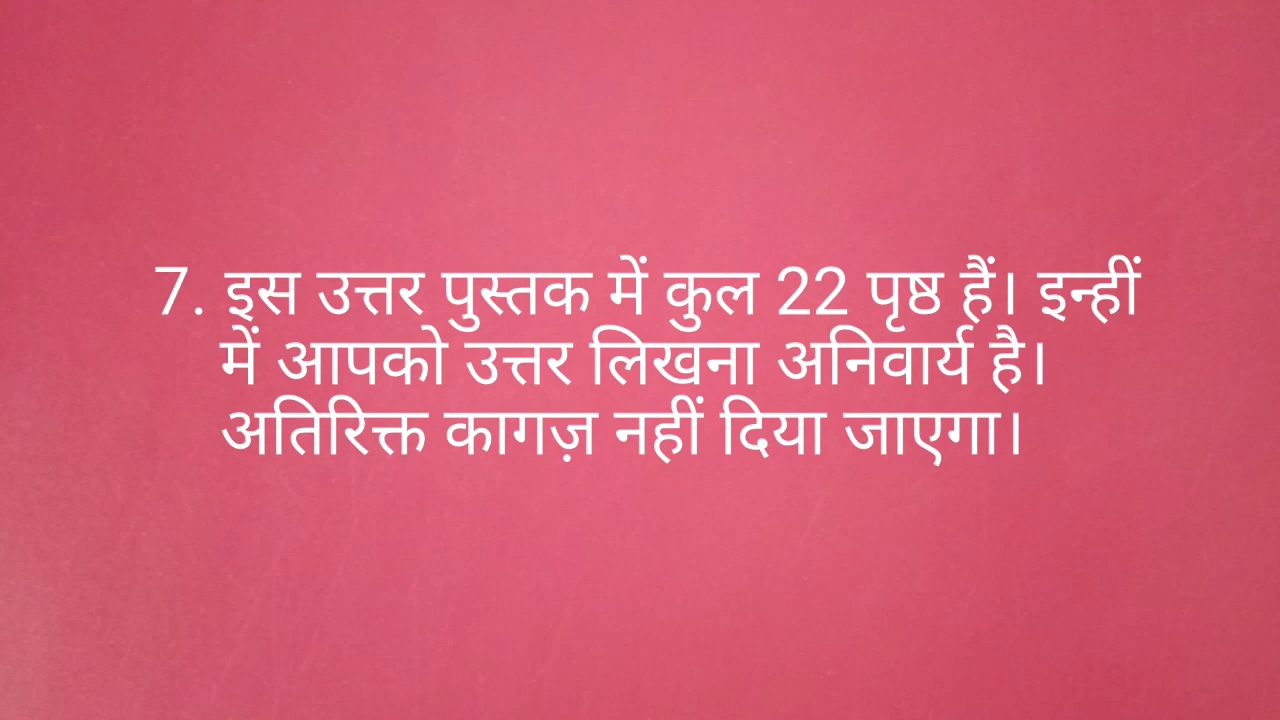 7. इस उत्तर पुस्तक में कुल 22 पृष्ठ हैं। इन्हीं
में आपको उत्तर लिखना अनिवार्य है।
अतिरिक्त कागज़ नहीं दिया जाएगा।